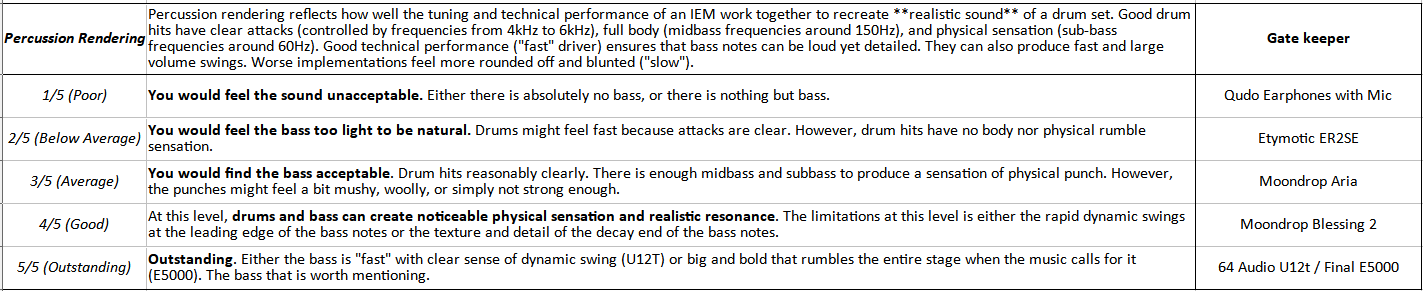 Percussion rendering reflects how well the tuning and technical performance of an IEM work together to recreate **realistic sound** of a drum set. Good drum
hits have clear attacks (controlled by frequencies from 4kHz to 6kHz), full body (midbass frequencies around 150Hz), and physical sensation (sub-bass
Percussion Rendering
Gate keeper
frequencies around 60Hz). Good technical performance ("fast" driver) ensures that bass notes can be loud yet detailed. They can also produce fast and large
volume swings. Worse implementations feel more rounded off and blunted ("slow").
1/5 (Poor)
You would feel the sound unacceptable. Either there is absolutely no bass, or there is nothing but bass.
Qudo Earphones with Mic
2/5 (Below Average)
You would feel the bass too light to be natural. Drums might feel fast because attacks are clear. However, drum hits have no body nor physical rumble
sensation.
Etymotic ER2SE
3/5 (Average)
You would find the bass acceptable. Drum hits reasonably clearly. There is enough midbass and subbass to produce a sensation of physical punch. However,
the punches might feel a bit mushy, woolly, or simply not strong enough.
Moondrop Aria
4/5 (Good)
At this level, drums and bass can create noticeable physical sensation and realistic resonance. The limitations at this level is either the rapid dynamic swings
at the leading edge of the bass notes or the texture and detail of the decay end of the bass notes.
Moondrop Blessing 2
5/5 (Outstanding)
Outstanding. Either the bass is "fast" with clear sense of dynamic swing (U12T) or big and bold that rumbles the entire stage when the music calls for it
(E5000). The bass that is worth mentioning.
64 Audio U12t / Final E5000